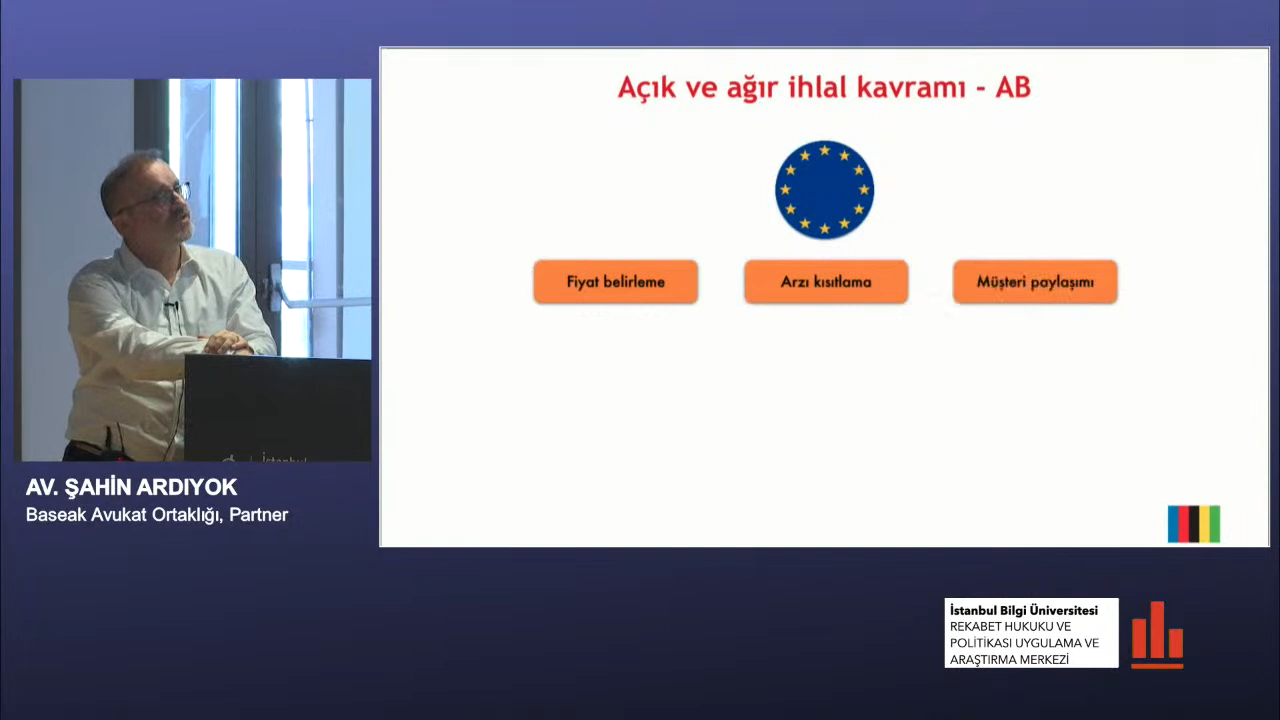 Açık ve ağır ihlal kavramı - AB
Fiyat belirleme
Arzı kısıtlama
Müşteri paylaşımı
İstanbul
AV. ŞAHİN ARDIYOK
Baseak Avukat Ortaklığı, Partner
İstanbul Bilgi Üniversitesi
REKABET HUKUKU VE
POLİTİKASI UYGULAMA VE
ARAŞTIRMA MERKEZİ